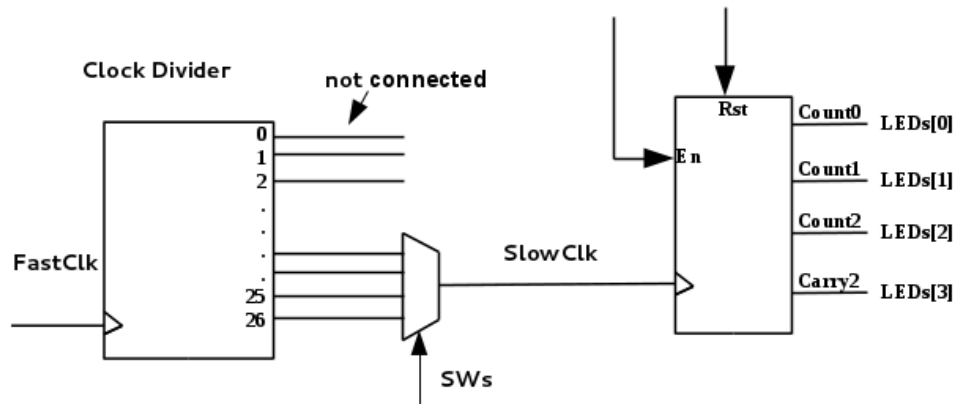 Clock Divider
not connected
0
1
2
.
.
.
25
26
FastClk
SWs
SlowClk
Rst
En
Count0
LEDs[0]
Count1
LEDs[1]
Count2
LEDs[2]
Carry2
LEDs[3]